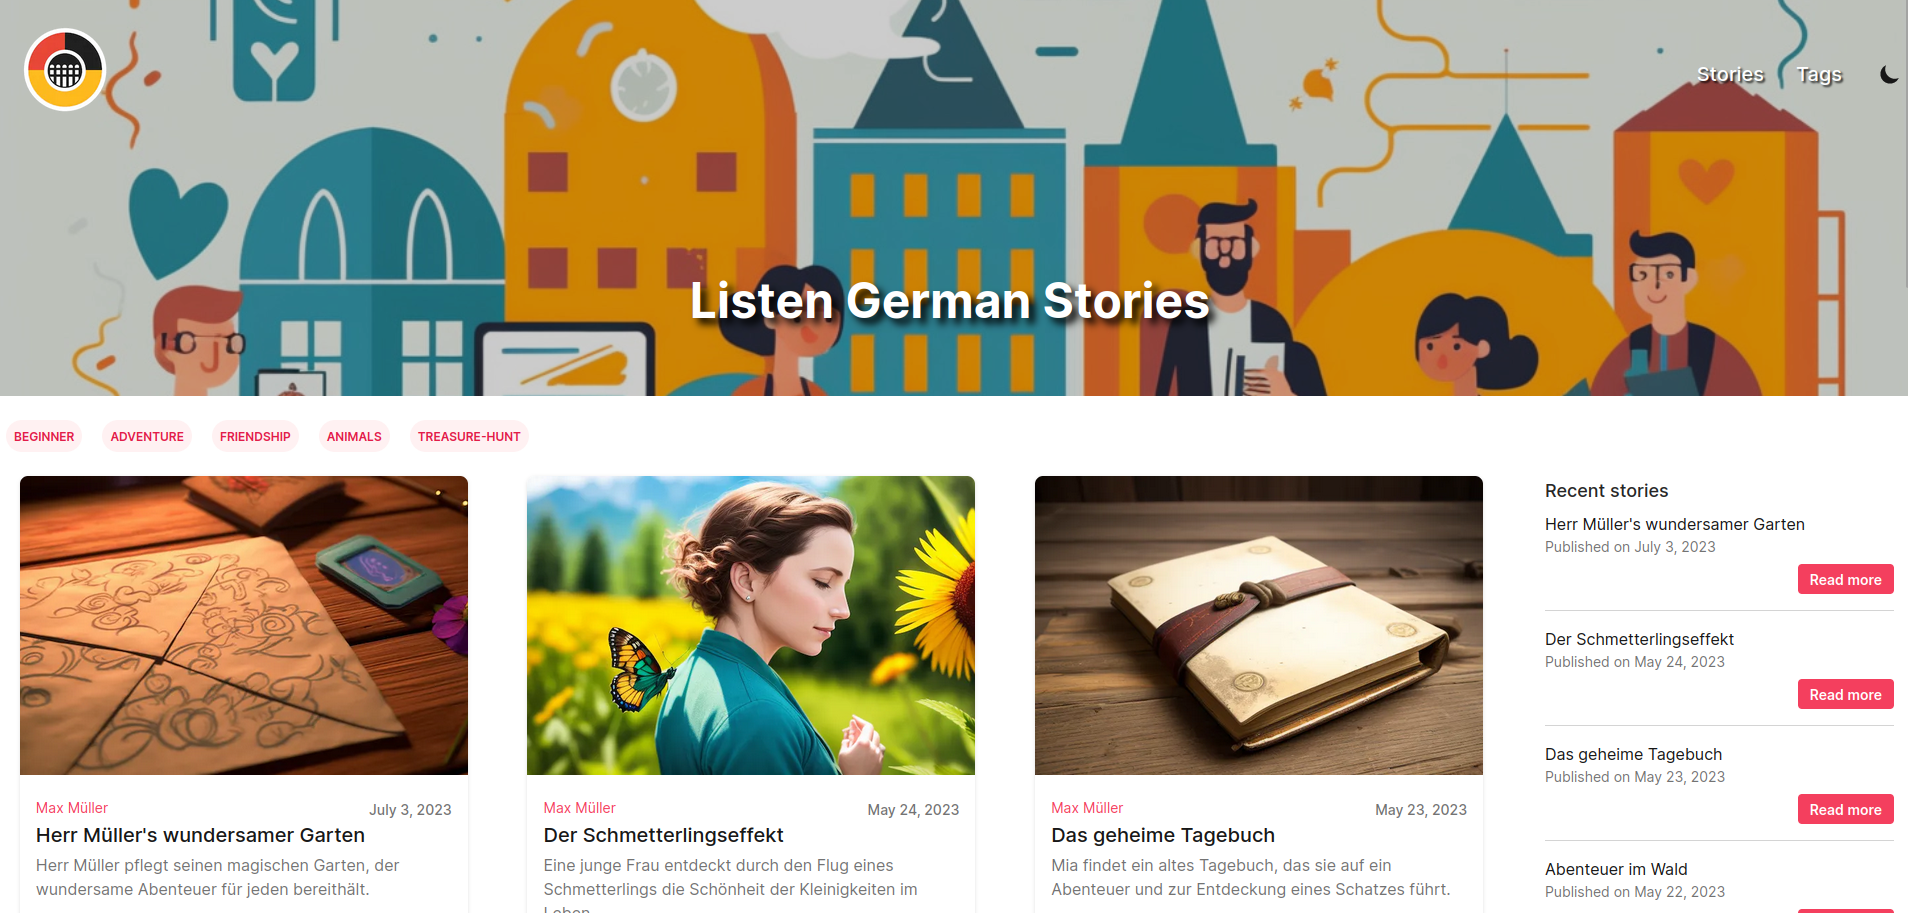 Stories Tags
Listen German Stories
BEGINNER ADVENTURE FRIENDSHIP ANIMALS TREASURE-HUNT
Max Müller July 3, 2023
Herr Müller's wundersamer Garten
Herr Müller pflegt seinen magischen Garten, der
wundersame Abenteuer für jeden bereithält.
Max Müller May 24, 2023
Der Schmetterlingseffekt
Eine junge Frau entdeckt durch den Flug eines
Schmetterlings die Schönheit der Kleinigkeiten im
Leben
Max Müller May 23, 2023
Das geheime Tagebuch
Mia findet ein altes Tagebuch, das sie auf ein
Abenteuer und zur Entdeckung eines Schatzes führt.
Recent stories
Herr Müller's wundersamer Garten
Published on July 3, 2023
Read more
Der Schmetterlingseffekt
Published on May 24, 2023
Read more
Das geheime Tagebuch
Published on May 23, 2023
Read more
Abenteuer im Wald
Published on May 22, 2023